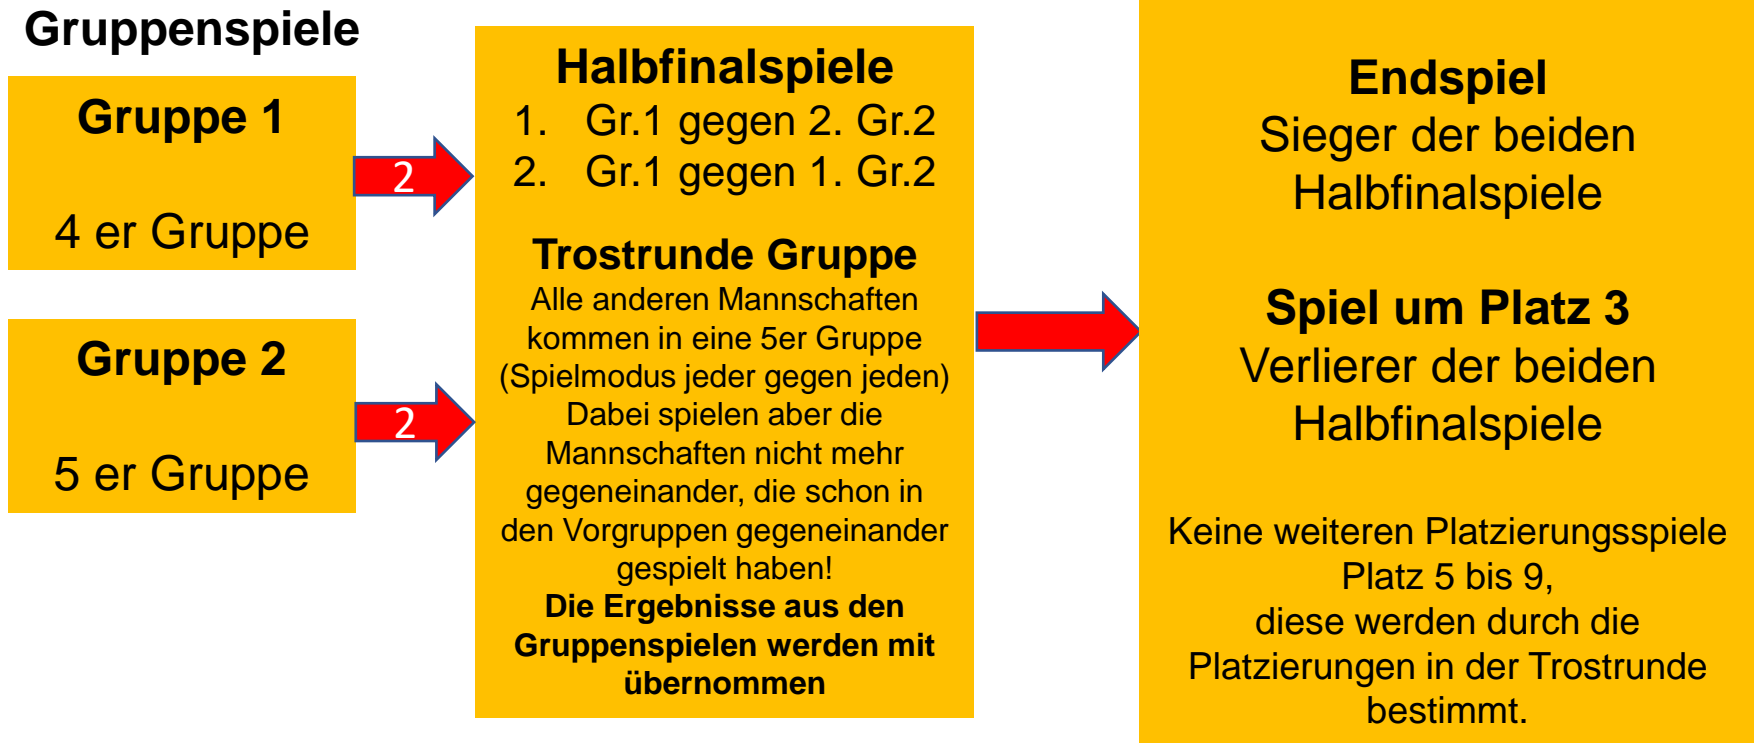 Gruppenspiele
Gruppe 1
4 er Gruppe
2
Gruppe 2
5 er Gruppe
2
Halbfinalspiele
1. Gr.1 gegen 2. Gr.2
2. Gr.1 gegen 1. Gr.2
Trostrunde Gruppe
Alle anderen Mannschaften
kommen in eine 5er Gruppe
(Spielmodus jeder gegen jeden)
Dabei spielen aber die
Mannschaften nicht mehr
gegeneinander, die schon in
den Vorgruppen gegeneinander
gespielt haben!
Die Ergebnisse aus den
Gruppenspielen werden mit
übernommen
Endspiel
Sieger der beiden
Halbfinalspiele
Spiel um Platz 3
Verlierer der beiden
Halbfinalspiele
Keine weiteren Platzierungsspiele
Platz 5 bis 9,
diese werden durch die
Platzierungen in der Trostrunde
bestimmt.